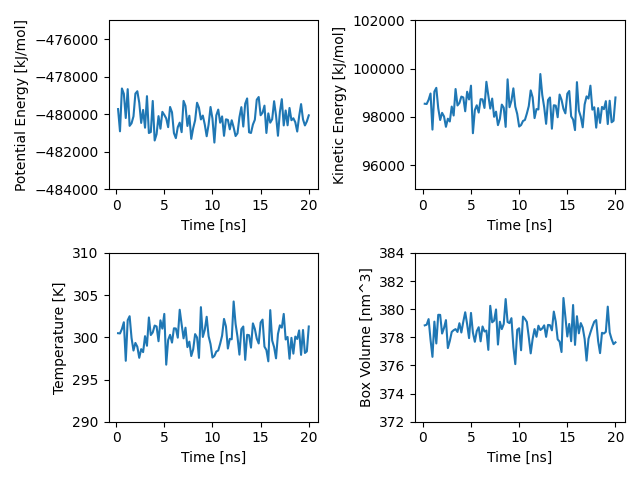 Potential Energy [kJ/mol]
−476000
−478000
−480000
−482000
−484000
0 5 10 15 20
Time [ns]
Kinetic Energy [kJ/mol]
102000
100000
98000
96000
0 5 10 15 20
Time [ns]
Temperature [K]
310
305
300
295
290
0 5 10 15 20
Time [ns]
Box Volume [nm^3]
384
382
380
378
376
374
372
0 5 10 15 20
Time [ns]